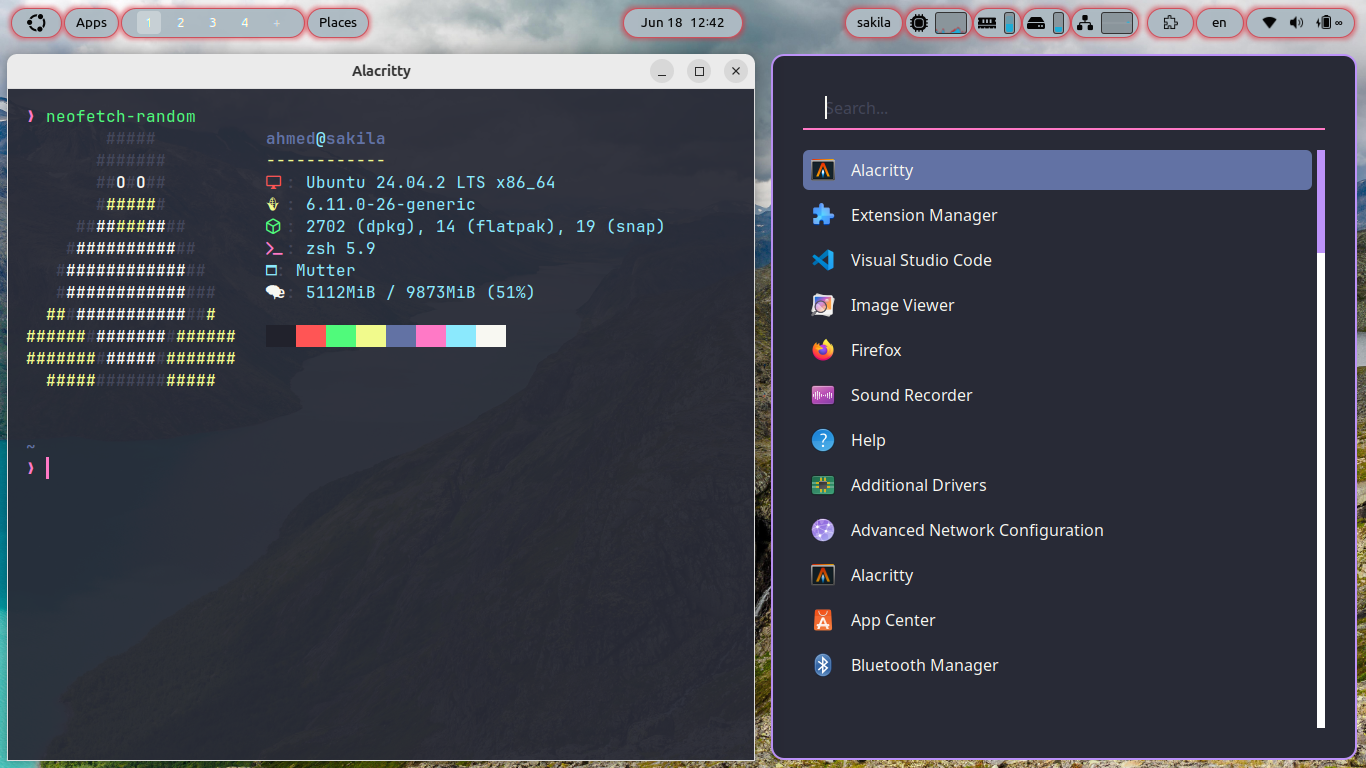 Apps 1 2 3 4 + Places Jun 18 12:42 sakila en ∞
Alacritty
❱ neofetch-random
#####
#######
##O#O##
#######
###########
#############
###############
################
##################
#####################
#####################
#################
ahmed@sakila
------------
: Ubuntu 24.04.2 LTS x86_64
: 6.11.0-26-generic
: 2702 (dpkg), 14 (flatpak), 19 (snap)
: zsh 5.9
: Mutter
: 5112MiB / 9873MiB (51%)
~
❱
Search...
Alacritty
Extension Manager
Visual Studio Code
Image Viewer
Firefox
Sound Recorder
Help
Additional Drivers
Advanced Network Configuration
Alacritty
App Center
Bluetooth Manager